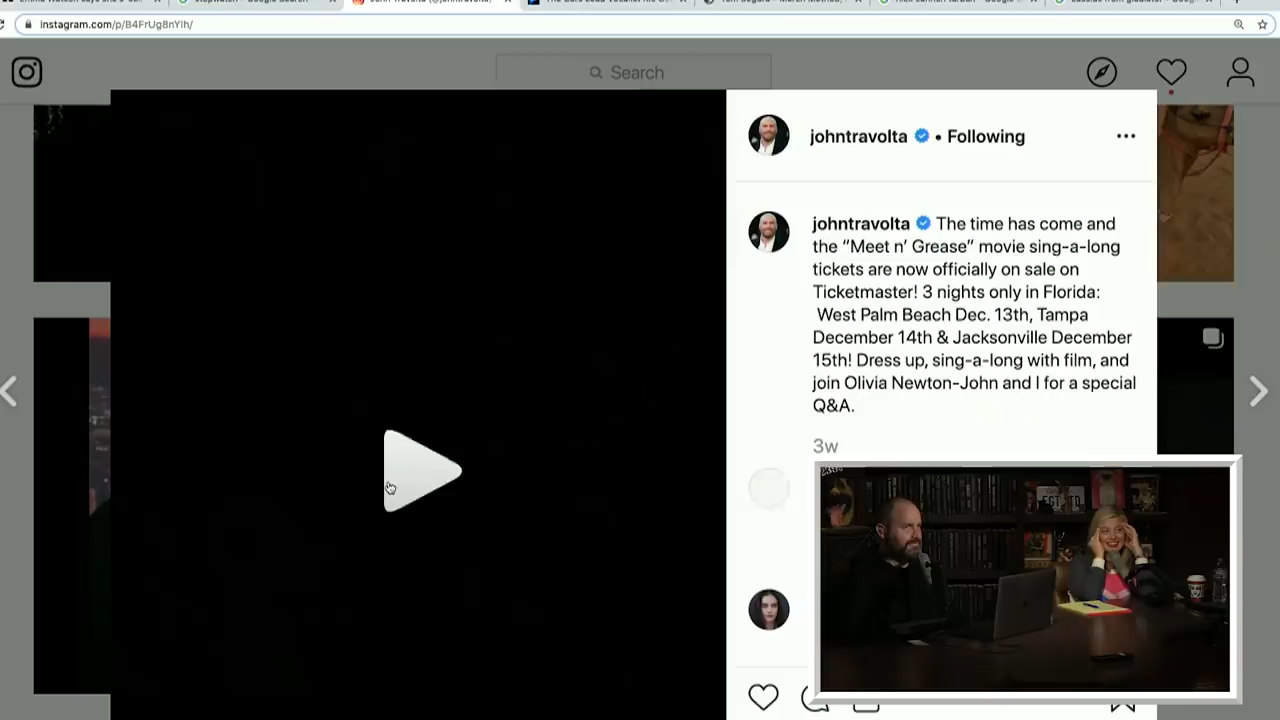 instagram.com/p/B4FrUg8nYIh/
Search
johntravolta • Following
johntravolta The time has come and
the “Meet n’ Grease” movie sing-a-long
tickets are now officially on sale on
Ticketmaster! 3 nights only in Florida:
West Palm Beach Dec. 13th, Tampa
December 14th & Jacksonville December
15th! Dress up, sing-a-long with film, and
join Olivia Newton-John and I for a special
Q&A.
3w